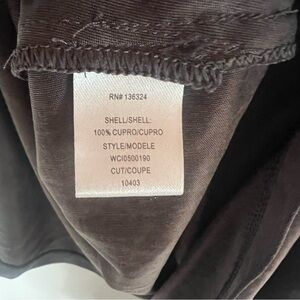 RN# 136324
SHELL/SHELL:
100% CUPRO/CUPRO
STYLE/MODELE
WCI0500190
CUT/COUPE
10403